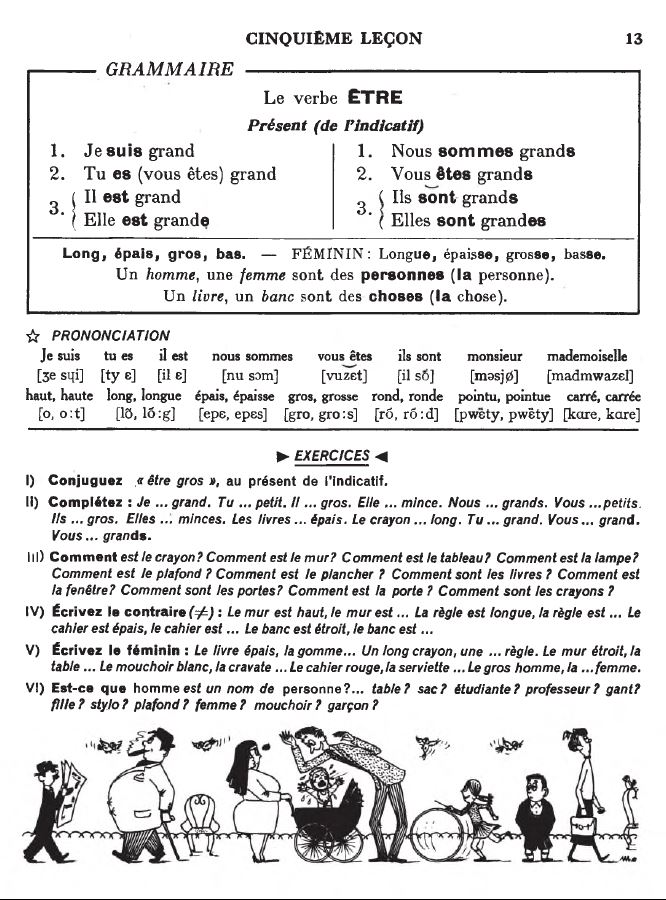 CINQUIÈME LEÇON 13
GRAMMAIRE
Le verbe ÊTRE
Présent (de l'indicatif)
1. Je suis grand
2. Tu es (vous êtes) grand
3. { Il est grand
Elle est grande
1. Nous sommes grands
2. Vous êtes grands
3. { Ils sont grands
Elles sont grandes
Long, épais, gros, bas. — FÉMININ : Longue, épaisse, grosse, basse.
Un homme, une femme sont des personnes (la personne).
Un livre, un banc sont des choses (la chose).
☆ PRONONCIATION
Je suis tu es il est nous sommes vous êtes ils sont monsieur mademoiselle
[ʒe sɥi] [ty ɛ] [il ɛ] [nu sɔm] [vuzɛt] [il sõ] [məsjø] [madmwazɛl]
haut, haute long, longue épais, épaisse gros, grosse rond, ronde pointu, pointue carré, carrée
[o, o:t] [lõ, lõ:g] [epɛ, epɛs] [gro, gro:s] [rõ, rõ:d] [pwɛ̃ty, pwɛ̃ty] [kɑre, kɑre]
► EXERCICES ◄
I) Conjuguez « être gros », au présent de l'indicatif.
II) Complétez : Je ... grand. Tu ... petit. Il ... gros. Elle ... mince. Nous ... grands. Vous ...petits.
Ils ... gros. Elles ... minces. Les livres ... épais. Le crayon ... long. Tu ... grand. Vous ... grand.
Vous ... grands.
III) Comment est le crayon? Comment est le mur? Comment est le tableau? Comment est la lampe?
Comment est le plafond ? Comment est le plancher ? Comment sont les livres ? Comment est
la fenêtre? Comment sont les portes? Comment est la porte ? Comment sont les crayons ?
IV) Écrivez le contraire (≠) : Le mur est haut, le mur est ... La règle est longue, la règle est ... Le
cahier est épais, le cahier est ... Le banc est étroit, le banc est ...
V) Écrivez le féminin : Le livre épais, la gomme... Un long crayon, une ... règle. Le mur étroit, la
table ... Le mouchoir blanc, la cravate ... Le cahier rouge, la serviette ... Le gros homme, la ...femme.
VI) Est-ce que homme est un nom de personne?... table ? sac ? étudiante ? professeur ? gant?
fille ? stylo ? plafond ? femme ? mouchoir ? garçon ?